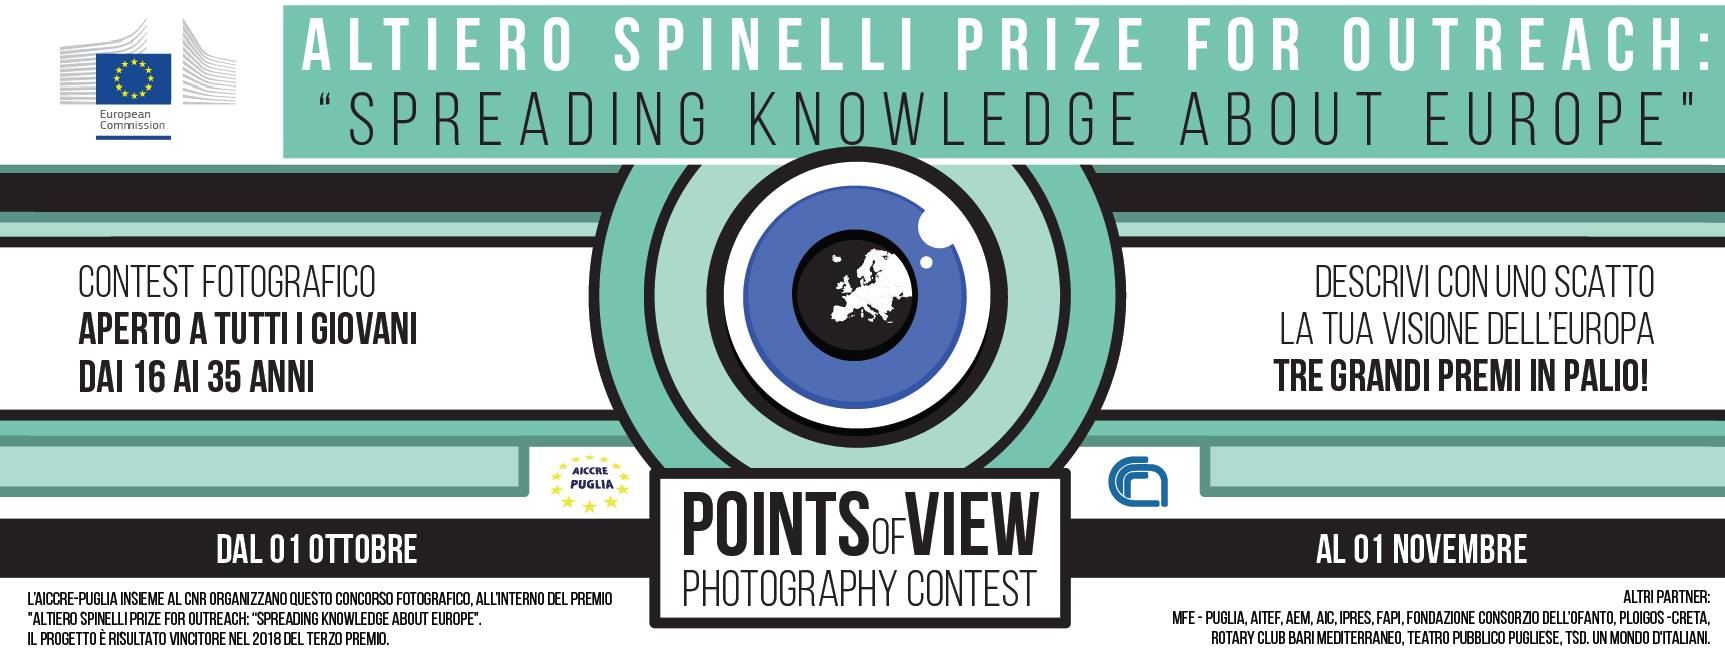 ALTIERO SPINELLI PRIZE FOR OUTREACH:
“SPREADING KNOWLEDGE ABOUT EUROPE"
European
Commission
CONTEST FOTOGRAFICO
APERTO A TUTTI I GIOVANI
DAI 16 AI 35 ANNI
DESCRIVI CON UNO SCATTO
LA TUA VISIONE DELL'EUROPA
TRE GRANDI PREMI IN PALIO!
AICCRE
PUGLIA
POINTS OF VIEW
PHOTOGRAPHY CONTEST
DAL 01 OTTOBRE
AL 01 NOVEMBRE
L'AICCRE-PUGLIA INSIEME AL CNR ORGANIZZANO QUESTO CONCORSO FOTOGRAFICO, ALL'INTERNO DEL PREMIO
"ALTIERO SPINELLI PRIZE FOR OUTREACH: “SPREADING KNOWLEDGE ABOUT EUROPE".
IL PROGETTO È RISULTATO VINCITORE NEL 2018 DEL TERZO PREMIO.
ALTRI PARTNER:
MFE - PUGLIA, AITEF, AEM, AIC, IPRES, FAPI, FONDAZIONE CONSORZIO DELL'OFANTO, PLOIGOS -CRETA,
ROTARY CLUB BARI MEDITERRANEO, TEATRO PUBBLICO PUGLIESE, TSD. UN MONDO D'ITALIANI.